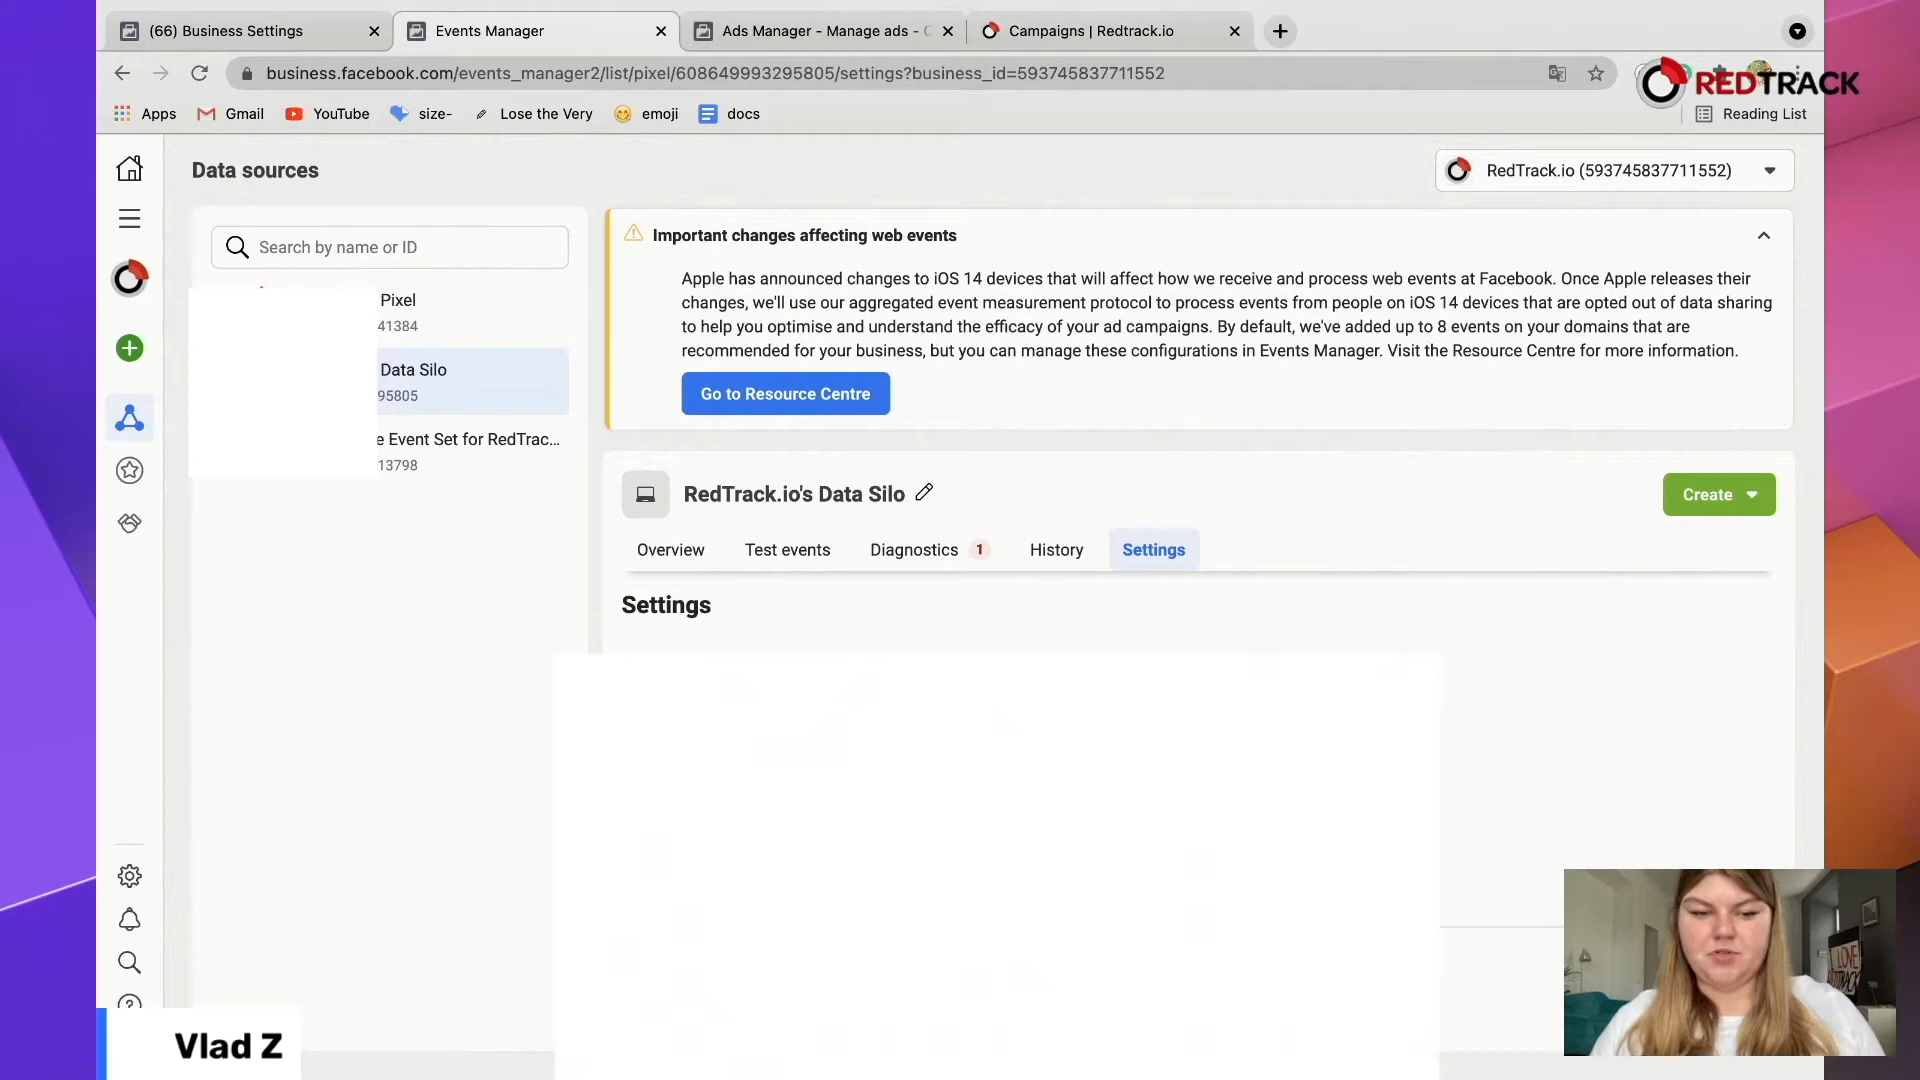 (66) Business Settings
Events Manager
Ads Manager - Manage ads - C
Campaigns | Redtrack.io
business.facebook.com/events_manager2/list/pixel/608649993295805/settings?business_id=593745837711552
REDTRACK
Apps
Gmail
YouTube
size-
Lose the Very
emoji
docs
Reading List
Data sources
RedTrack.io (593745837711552)
Search by name or ID
Pixel
41384
Data Silo
95805
e Event Set for RedTrac...
13798
Important changes affecting web events
Apple has announced changes to iOS 14 devices that will affect how we receive and process web events at Facebook. Once Apple releases their
changes, we'll use our aggregated event measurement protocol to process events from people on iOS 14 devices that are opted out of data sharing
to help you optimise and understand the efficacy of your ad campaigns. By default, we've added up to 8 events on your domains that are
recommended for your business, but you can manage these configurations in Events Manager. Visit the Resource Centre for more information.
Go to Resource Centre
RedTrack.io's Data Silo
Create
Overview
Test events
Diagnostics 1
History
Settings
Settings
I LOVE
REDTRACK
Vlad Z